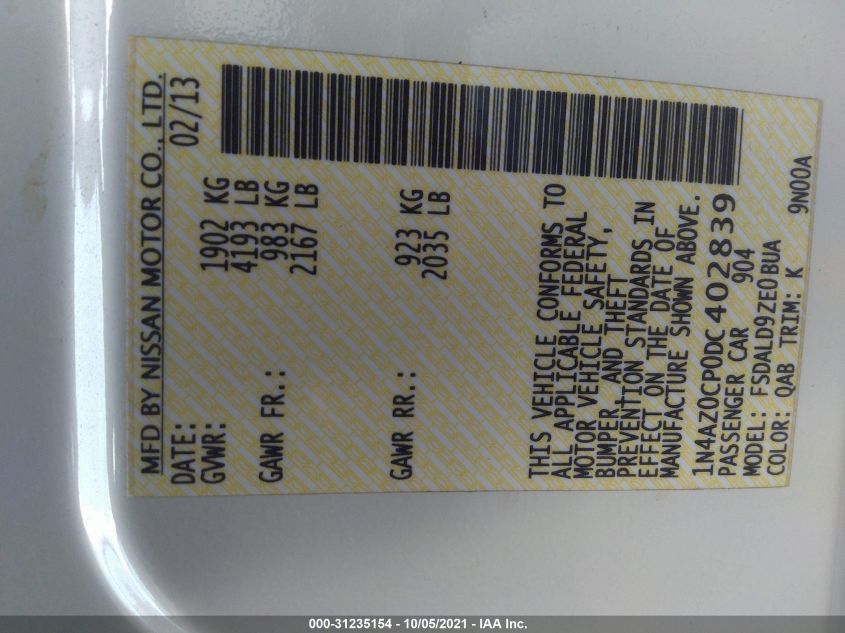 MFD BY NISSAN MOTOR CO., LTD.
DATE: 02/13
GVWR: 1902 KG
4193 LB
GAWR FR.: 983 KG
2167 LB
GAWR RR.: 923 KG
2035 LB
THIS VEHICLE CONFORMS TO
ALL APPLICABLE FEDERAL
MOTOR VEHICLE SAFETY,
BUMPER, AND THEFT
PREVENTION STANDARDS IN
EFFECT ON THE DATE OF
MANUFACTURE SHOWN ABOVE.
1N4AZ0CP0DC402839
PASSENGER CAR 904
MODEL: FSDALD9ZE0BUA
COLOR: QAB TRIM: K 9N00A
000-31235154 - 10/05/2021 - IAA Inc.